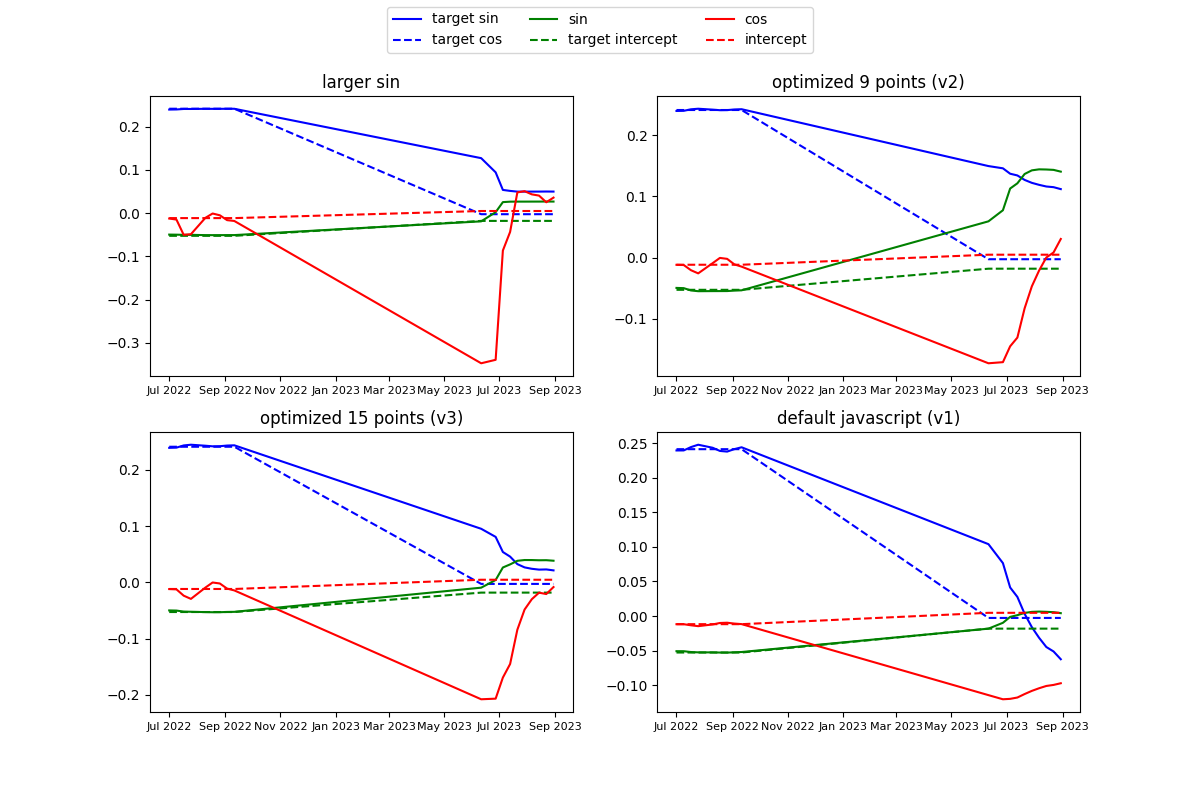 target sin sin cos
target cos target intercept intercept
larger sin
0.2
0.1
0.0
−0.1
−0.2
−0.3
Jul 2022 Sep 2022 Nov 2022 Jan 2023 Mar 2023 May 2023 Jul 2023 Sep 2023
optimized 9 points (v2)
0.2
0.1
0.0
−0.1
Jul 2022 Sep 2022 Nov 2022 Jan 2023 Mar 2023 May 2023 Jul 2023 Sep 2023
optimized 15 points (v3)
0.2
0.1
0.0
−0.1
−0.2
Jul 2022 Sep 2022 Nov 2022 Jan 2023 Mar 2023 May 2023 Jul 2023 Sep 2023
default javascript (v1)
0.25
0.20
0.15
0.10
0.05
0.00
−0.05
−0.10
Jul 2022 Sep 2022 Nov 2022 Jan 2023 Mar 2023 May 2023 Jul 2023 Sep 2023